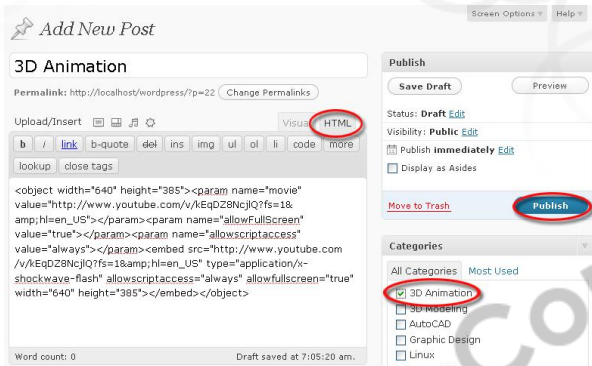 Screen Options Help
Add New Post
3D Animation
Permalink: http://localhost/wordpress/?p=22 Change Permalinks
Upload/Insert Visual HTML
b i link b-quote del ins img ul ol li code more
lookup close tags
<object width="640" height="385"><param name="movie"
value="http://www.youtube.com/v/kEqDZ8NcjlQ?fs=1&
amp;hl=en_US"></param><param name="allowFullScreen"
value="true"></param><param name="allowscriptaccess"
value="always"></param><embed src="http://www.youtube.com
/v/kEqDZ8NcjlQ?fs=1&amp;hl=en_US" type="application/x-
shockwave-flash" allowscriptaccess="always" allowfullscreen="true"
width="640" height="385"></embed></object>
Word count: 0 Draft saved at 7:05:20 am.
Publish
Save Draft Preview
Status: Draft Edit
Visibility: Public Edit
Publish immediately Edit
Display as Asides
Move to Trash Publish
Categories
All Categories Most Used
3D Animation
3D Modeling
AutoCAD
Graphic Design
Linux